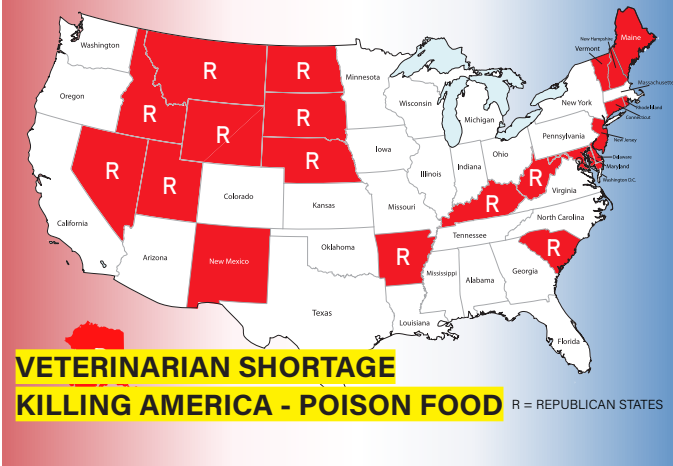 Washington
Oregon
California
Arizona
Colorado
New Mexico
Texas
Oklahoma
Kansas
Minnesota
Iowa
Missouri
Wisconsin
Illinois
Michigan
Indiana
Ohio
Tennessee
Mississippi
Alabama
Georgia
Louisiana
Florida
North Carolina
Virginia
Pennsylvania
New York
Vermont
New Hampshire
Maine
Massachusetts
Rhode Island
Connecticut
New Jersey
Delaware
Maryland
Washington D.C.
R
R
R
R
R
R
R
R
R
R
R
R
VETERINARIAN SHORTAGE
KILLING AMERICA - POISON FOOD
R = REPUBLICAN STATES